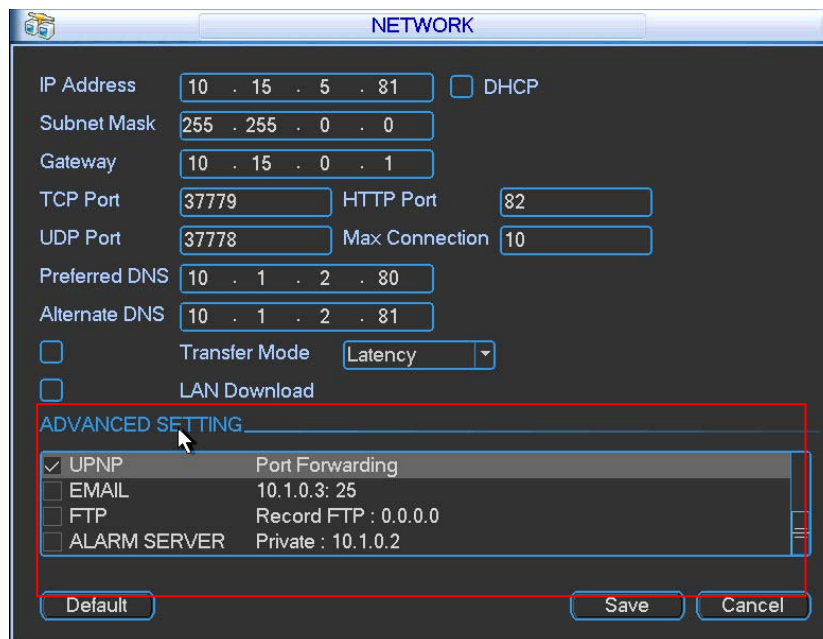 NETWORK
IP Address 10 . 15 . 5 . 81 DHCP
Subnet Mask 255 . 255 . 0 . 0
Gateway 10 . 15 . 0 . 1
TCP Port 37779 HTTP Port 82
UDP Port 37778 Max Connection 10
Preferred DNS 10 . 1 . 2 . 80
Alternate DNS 10 . 1 . 2 . 81
Transfer Mode Latency
LAN Download
ADVANCED SETTING
UPNP Port Forwarding
EMAIL 10.1.0.3: 25
FTP Record FTP : 0.0.0.0
ALARM SERVER Private : 10.1.0.2
Default Save Cancel